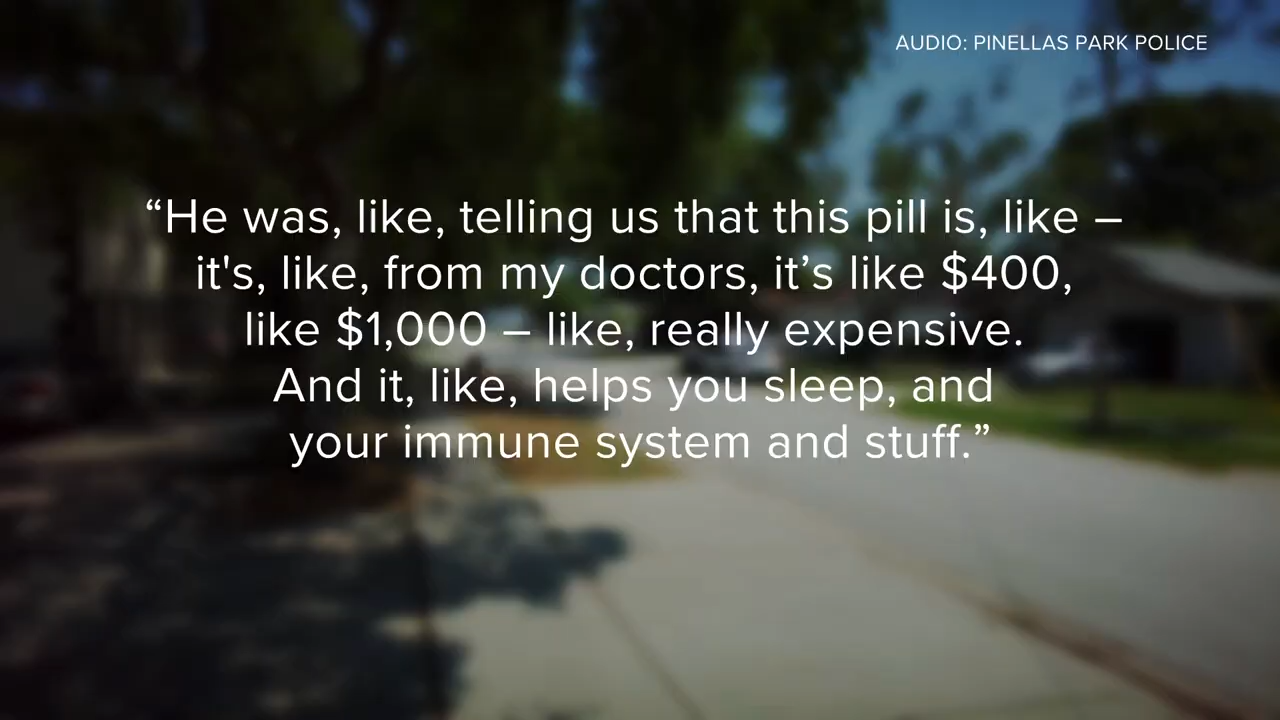 AUDIO: PINELLAS PARK POLICE
“He was, like, telling us that this pill is, like –
it's, like, from my doctors, it’s like $400,
like $1,000 – like, really expensive.
And it, like, helps you sleep, and
your immune system and stuff.”